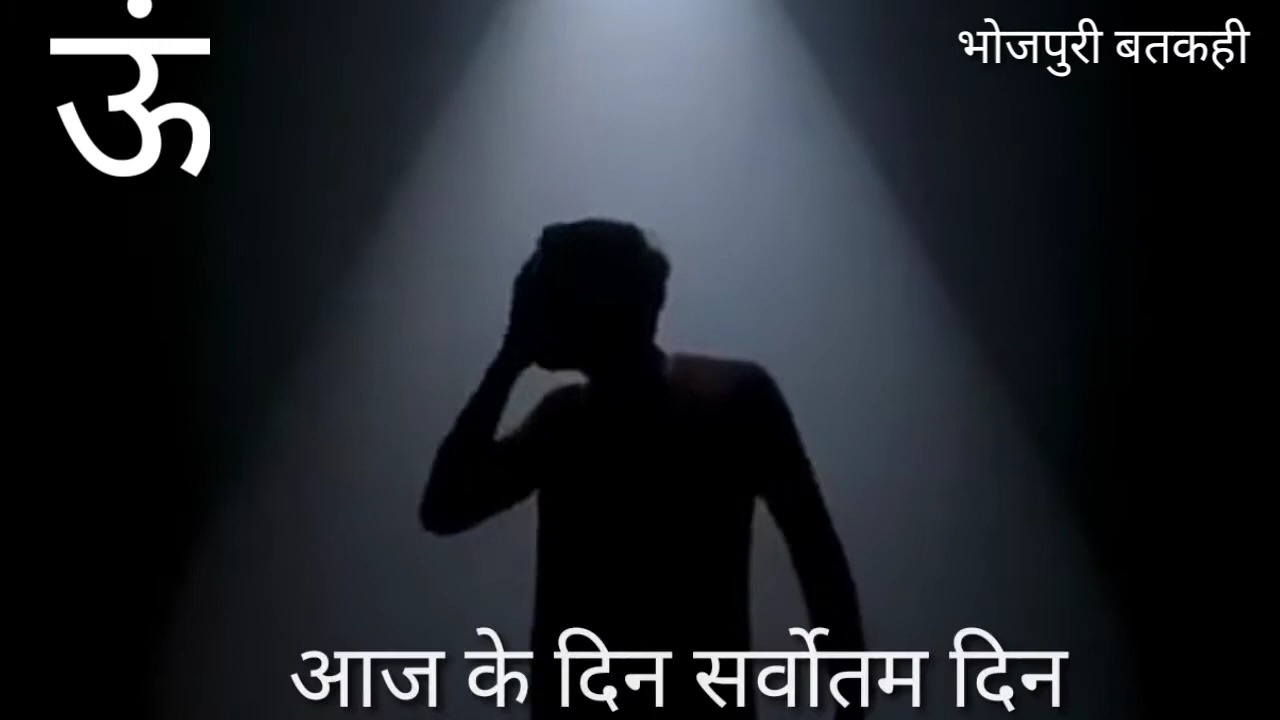 ऊं
भोजपुरी बतकही
आज के दिन सर्वोतम दिन